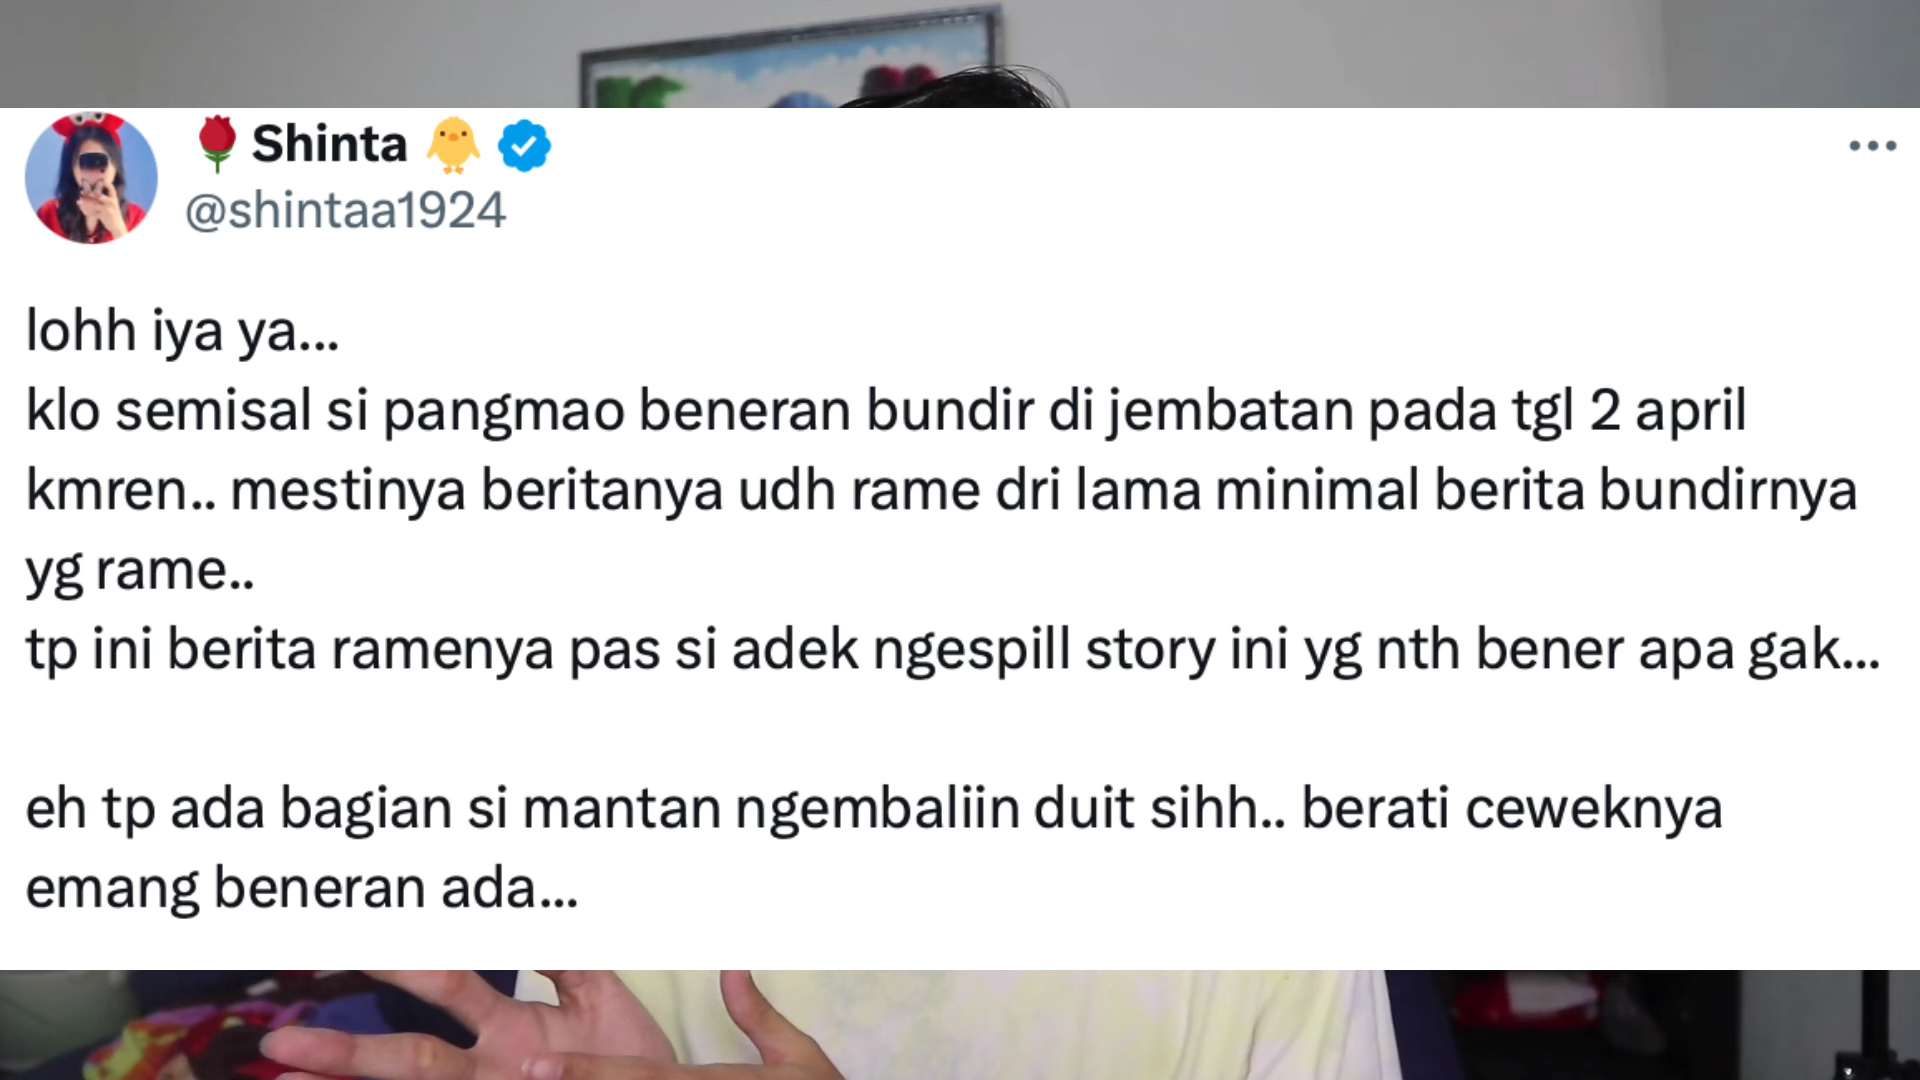 🌹 Shinta 🐥
@shintaa1924
lohh iya ya...
klo semisal si pangmao beneran bundir di jembatan pada tgl 2 april
kmren.. mestinya beritanya udh rame dri lama minimal berita bundirnya
yg rame..
tp ini berita ramenya pas si adek ngespill story ini yg nth bener apa gak...
eh tp ada bagian si mantan ngembaliin duit sihh.. berati ceweknya
emang beneran ada...